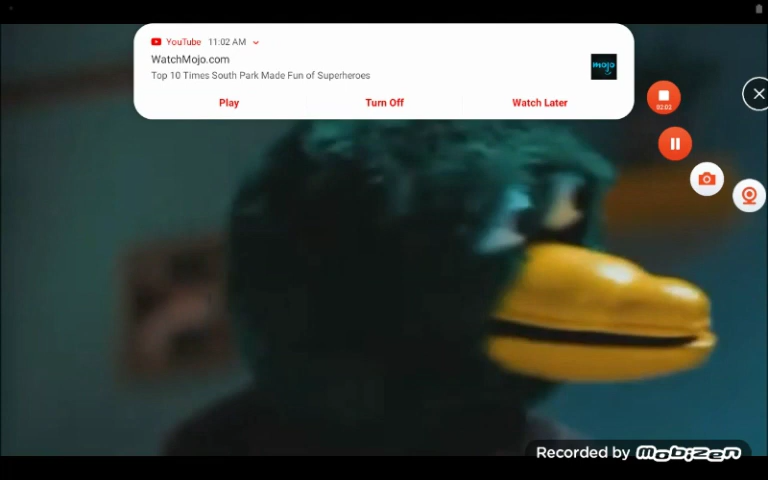 YouTube 11:02 AM
WatchMojo.com
Top 10 Times South Park Made Fun of Superheroes
mojo
Play Turn Off Watch Later
02:02
Recorded by MOBIZEN